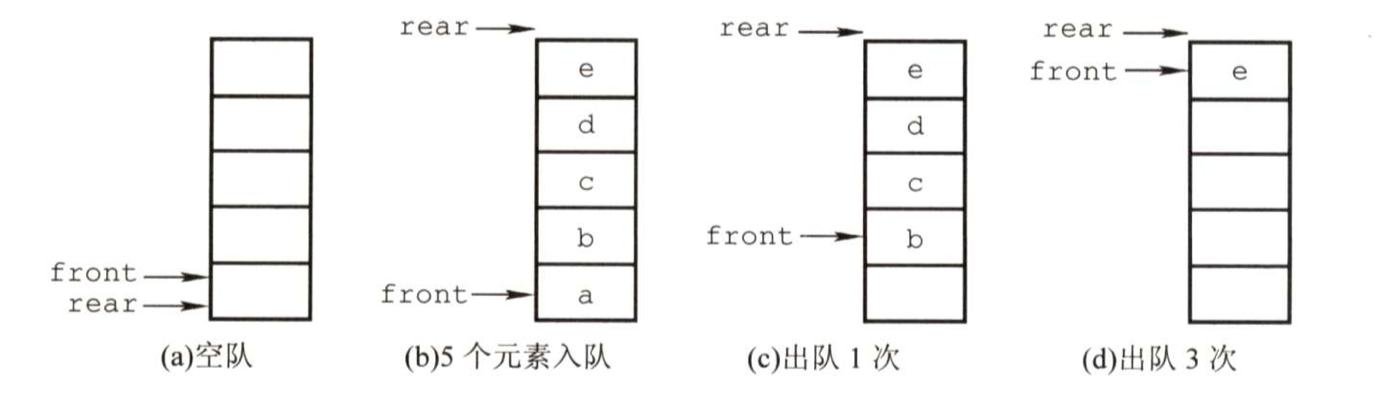 front
rear
(a)空队
rear
e
d
c
b
front
a
(b)5 个元素入队
rear
e
d
c
front
b
(c)出队 1 次
rear
front
e
(d)出队 3 次